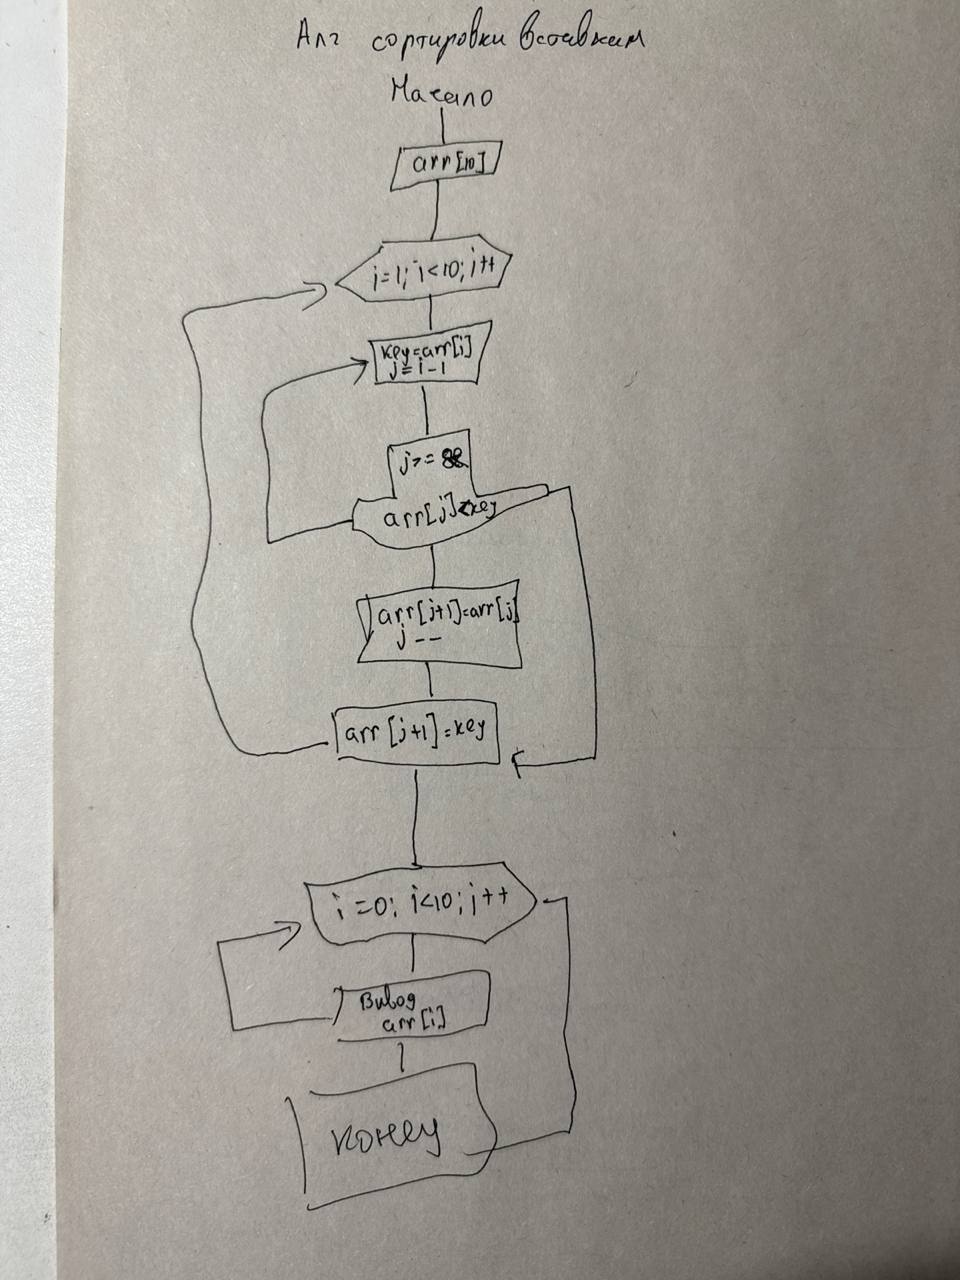 Алг сортировки вставками
Начало
arr[10]
i=1; i<10; i++
key=arr[i]
j=i-1
j>= &&
arr[j]<key
arr[j+1]=arr[j]
j--
arr[j+1]=key
i=0; i<10; i++
Вывод
arr[i]
конец